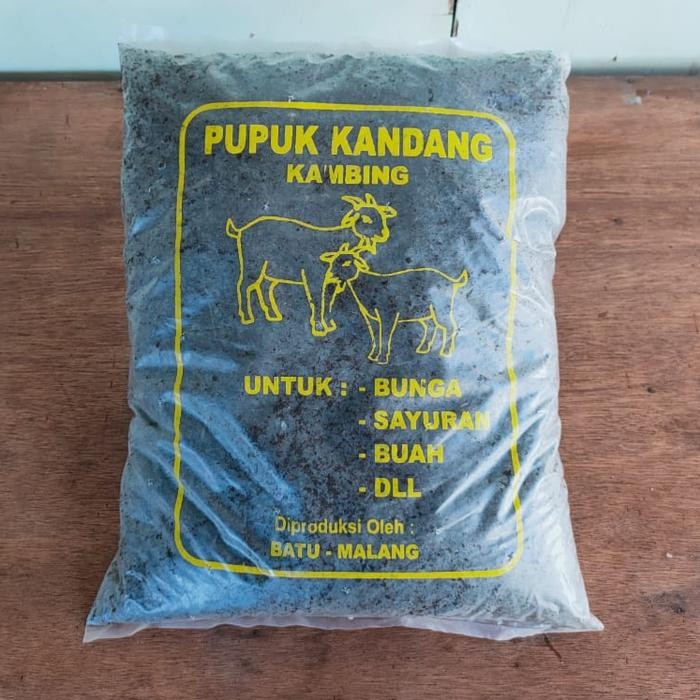 PUPUK KANDANG
KAMBING
UNTUK : - BUNGA
- SAYURAN
- BUAH
- DLL
Diproduksi Oleh :
BATU - MALANG